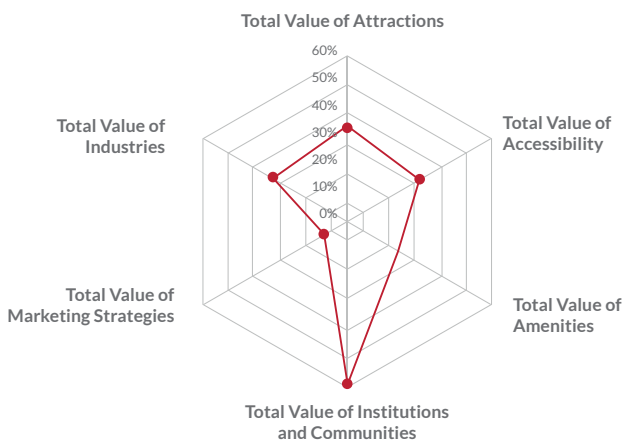 Total Value of Attractions
60%
50%
40%
30%
20%
10%
0%
Total Value of
Industries
Total Value of
Accessibility
Total Value of
Marketing Strategies
Total Value of
Amenities
Total Value of Institutions
and Communities